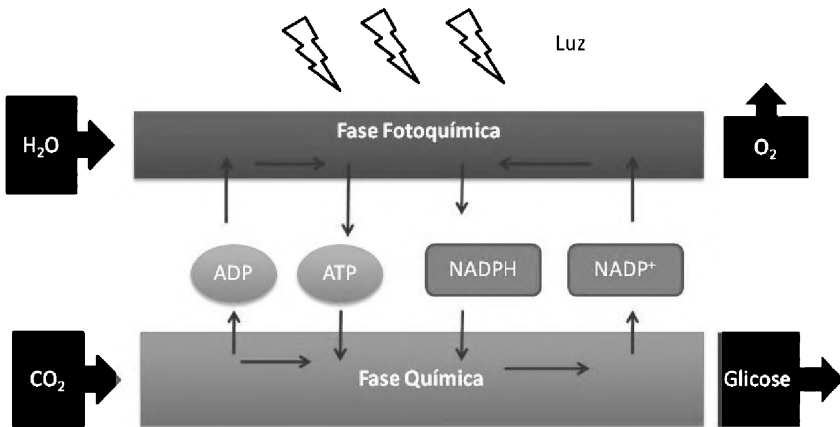 Luz
Fase Fotoquímica
H₂O
O₂
ADP
ATP
NADPH
NADP⁺
CO₂
Fase Química
Glicose